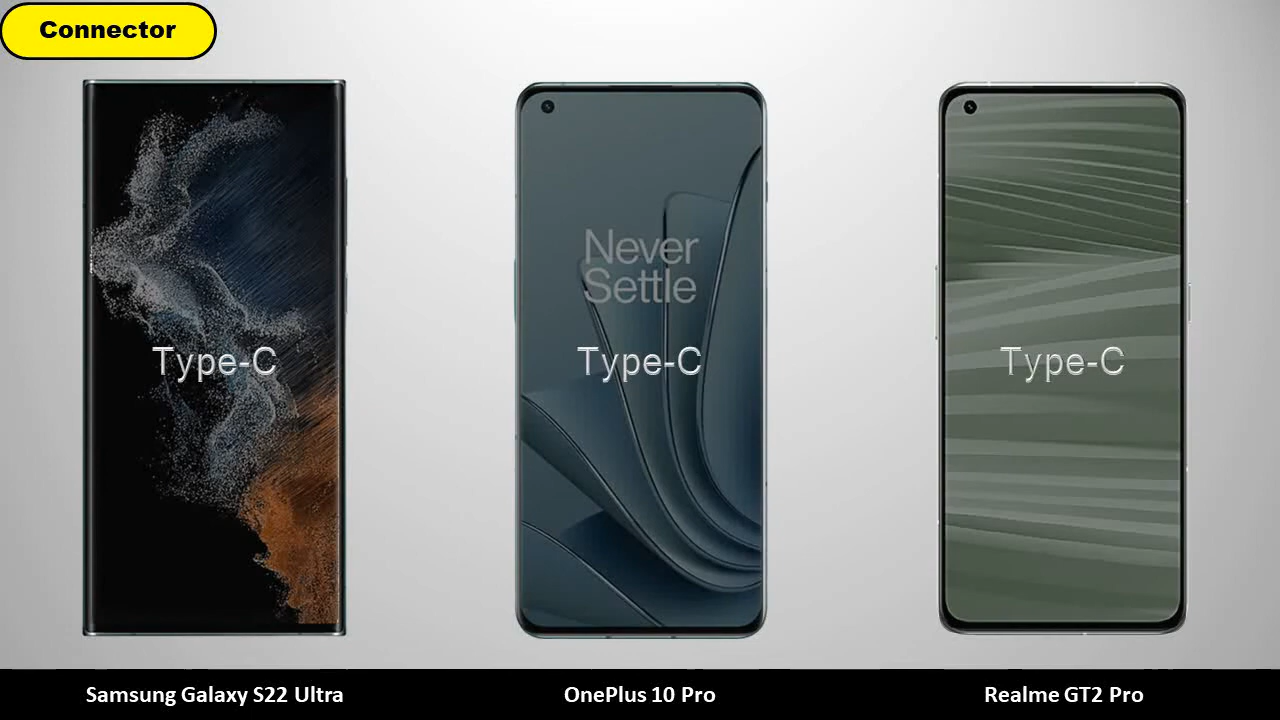 Connector
Never
Settle
Type-C
Type-C
Type-C
Samsung Galaxy S22 Ultra
OnePlus 10 Pro
Realme GT2 Pro